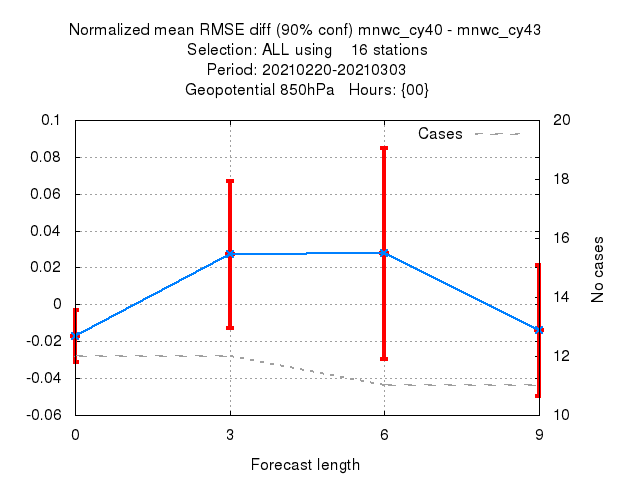 Normalized mean RMSE diff (90% conf) mnwc_cy40 - mnwc_cy43
Selection: ALL using    16 stations
Period: 20210220-20210303
Geopotential 850hPa   Hours: {00}
Cases
0.1
0.08
0.06
0.04
0.02
0
-0.02
-0.04
-0.06
20
18
16
14
12
10
No cases
0
3
6
9
Forecast length